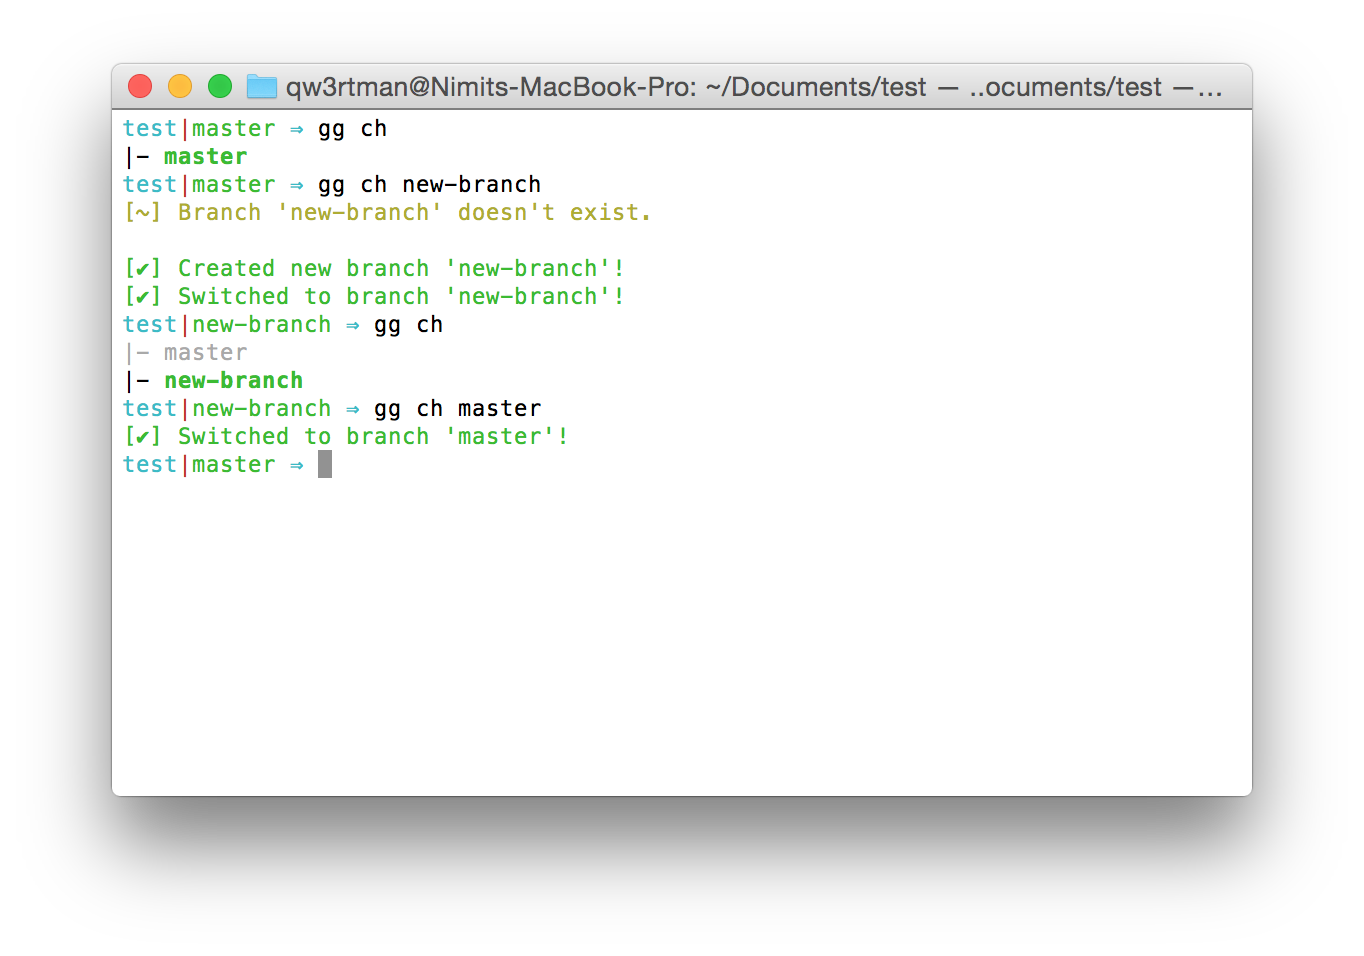 qw3rtman@Nimits-MacBook-Pro: ~/Documents/test — ..ocuments/test —...
test|master ⇒ gg ch
|- master
test|master ⇒ gg ch new-branch
[~] Branch 'new-branch' doesn't exist.
[✔] Created new branch 'new-branch'!
[✔] Switched to branch 'new-branch'!
test|new-branch ⇒ gg ch
|- master
|- new-branch
test|new-branch ⇒ gg ch master
[✔] Switched to branch 'master'!
test|master ⇒